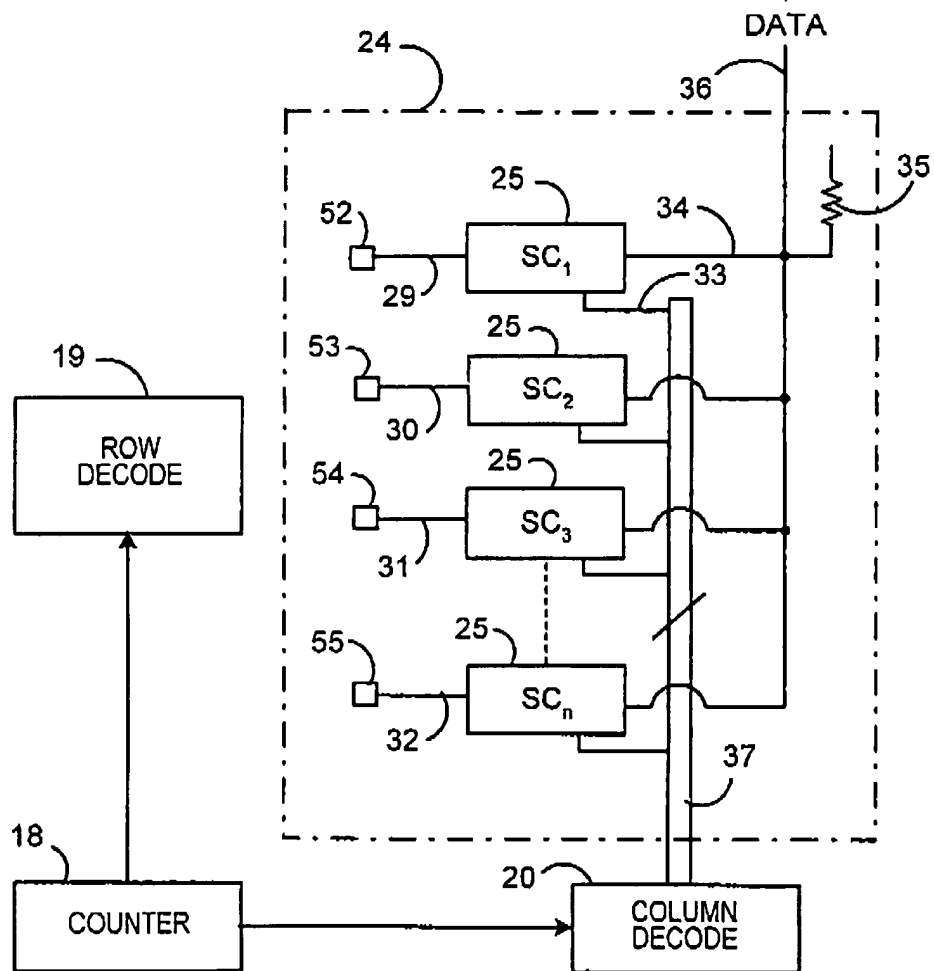 DATA
24
36
25
35
52
34
SC1
29
33
53
25
19
SC2
30
ROW
DECODE
54
25
SC3
31
55
25
SCn
32
37
18
20
COUNTER
COLUMN
DECODE